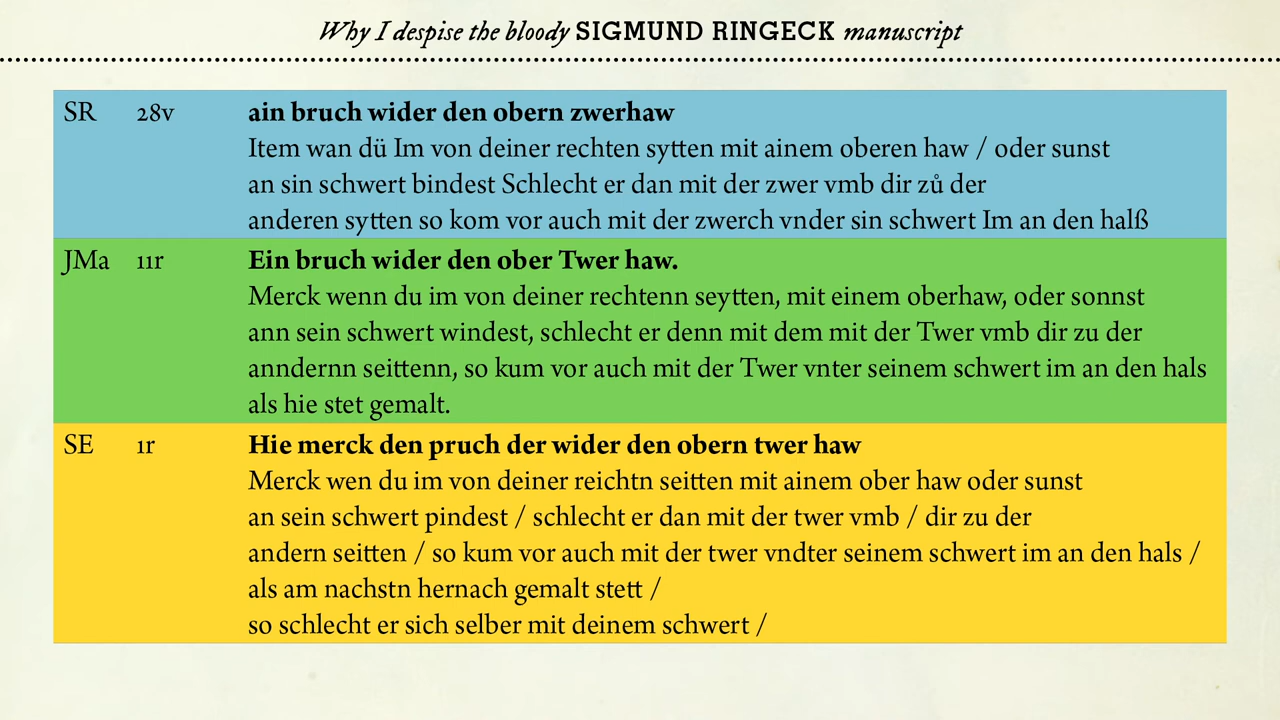 Why I despise the bloody SIGMUND RINGECK manuscript
SR 28v ain bruch wider den obern zwerhaw
Item wan dü Im von deiner rechten sytten mit ainem oberen haw / oder sunst
an sin schwert bindest Schlecht er dan mit der zwer vmb dir zů der
anderen sytten so kom vor auch mit der zwerch vnder sin schwert Im an den halß
JMa 11r Ein bruch wider den ober Twer haw.
Merck wenn du im von deiner rechtenn seytten, mit einem oberhaw, oder sonnst
ann sein schwert windest, schlecht er denn mit dem mit der Twer vmb dir zu der
anndernn seittenn, so kum vor auch mit der Twer vnter seinem schwert im an den hals
als hie stet gemalt.
SE 1r Hie merck den pruch der wider den obern twer haw
Merck wen du im von deiner reichtn seitten mit ainem ober haw oder sunst
an sein schwert pindest / schlecht er dan mit der twer vmb / dir zu der
andern seitten / so kum vor auch mit der twer vndter seinem schwert im an den hals /
als am nachstn hernach gemalt stett /
so schlecht er sich selber mit deinem schwert /